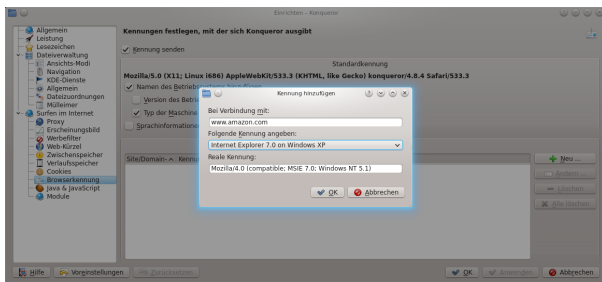 Einrichten – Konqueror
Allgemein
Leistung
Lesezeichen
Dateiverwaltung
Ansichts-Modi
Navigation
KDE-Dienste
Allgemein
Dateizuordnungen
Mülleimer
Surfen im Internet
Proxy
Erscheinungsbild
Werbefilter
Web-Kürzel
Zwischenspeicher
Verlaufsspeicher
Cookies
Browserkennung
Java & JavaScript
Module
Kennungen festlegen, mit der sich Konqueror ausgibt
Kennung senden
Standardkennung
Mozilla/5.0 (X11; Linux i686) AppleWebKit/533.3 (KHTML, like Gecko) konqueror/4.8.4 Safari/533.3
Namen des Betriebssystems hinzufügen
Version des Betri
Typ der Maschine
Sprachinformatione
Site/Domain- Kennu
Neu ...
Ändern ...
Löschen
Alle löschen
Kennung hinzufügen
Bei Verbindung mit:
www.amazon.com
Folgende Kennung angeben:
Internet Explorer 7.0 on Windows XP
Reale Kennung:
Mozilla/4.0 (compatible; MSIE 7.0; Windows NT 5.1)
OK
Abbrechen
Hilfe
Voreinstellungen
Zurücksetzen
OK
Anwenden
Abbrechen